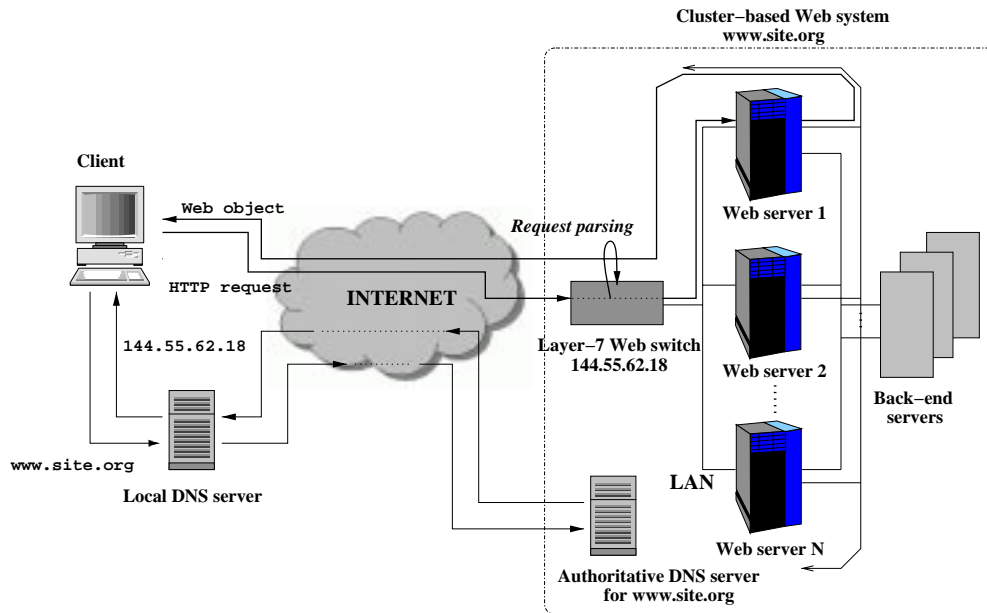 Cluster−based Web system
www.site.org
Client
Web server 1
Web object
Request parsing
HTTP request
INTERNET
Layer−7 Web switch
144.55.62.18
144.55.62.18
Web server 2
Back−end
servers
www.site.org
Local DNS server
LAN
Web server N
Authoritative DNS server
for www.site.org